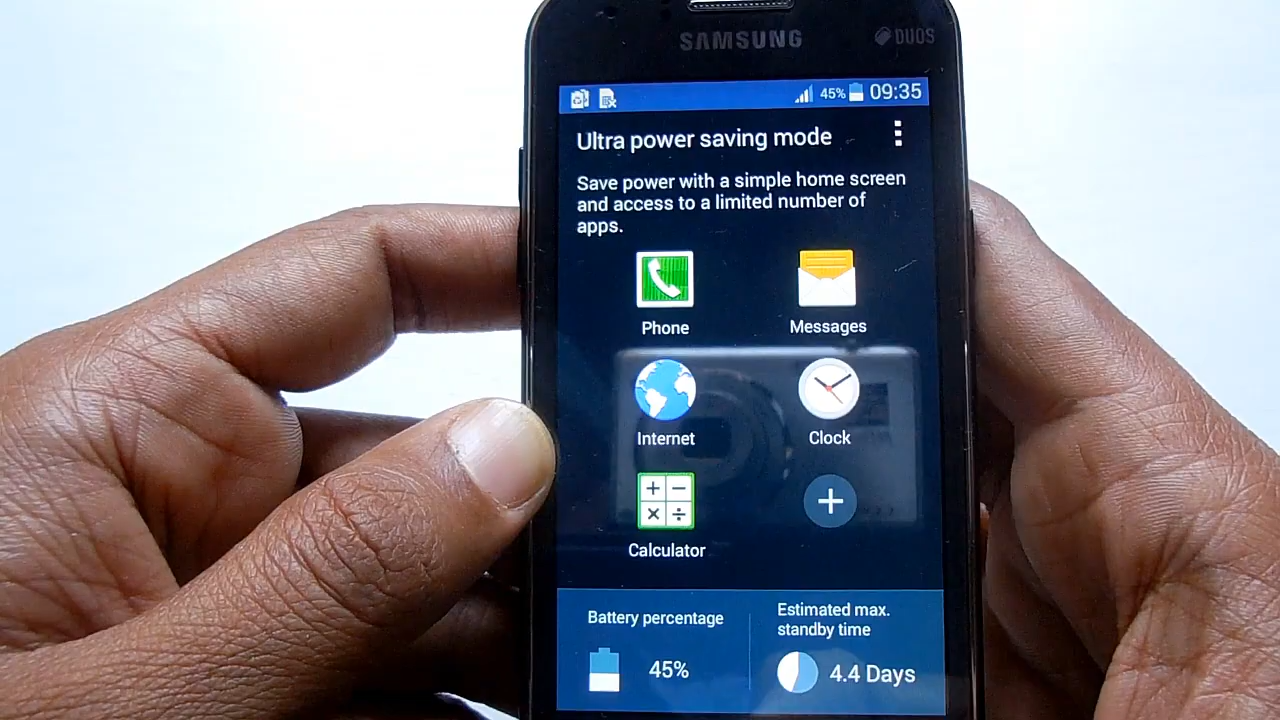 SAMSUNG
DUOS
45% 09:35
Ultra power saving mode
Save power with a simple home screen
and access to a limited number of
apps.
Phone
Messages
Internet
Clock
Calculator
Battery percentage
45%
Estimated max.
standby time
4.4 Days